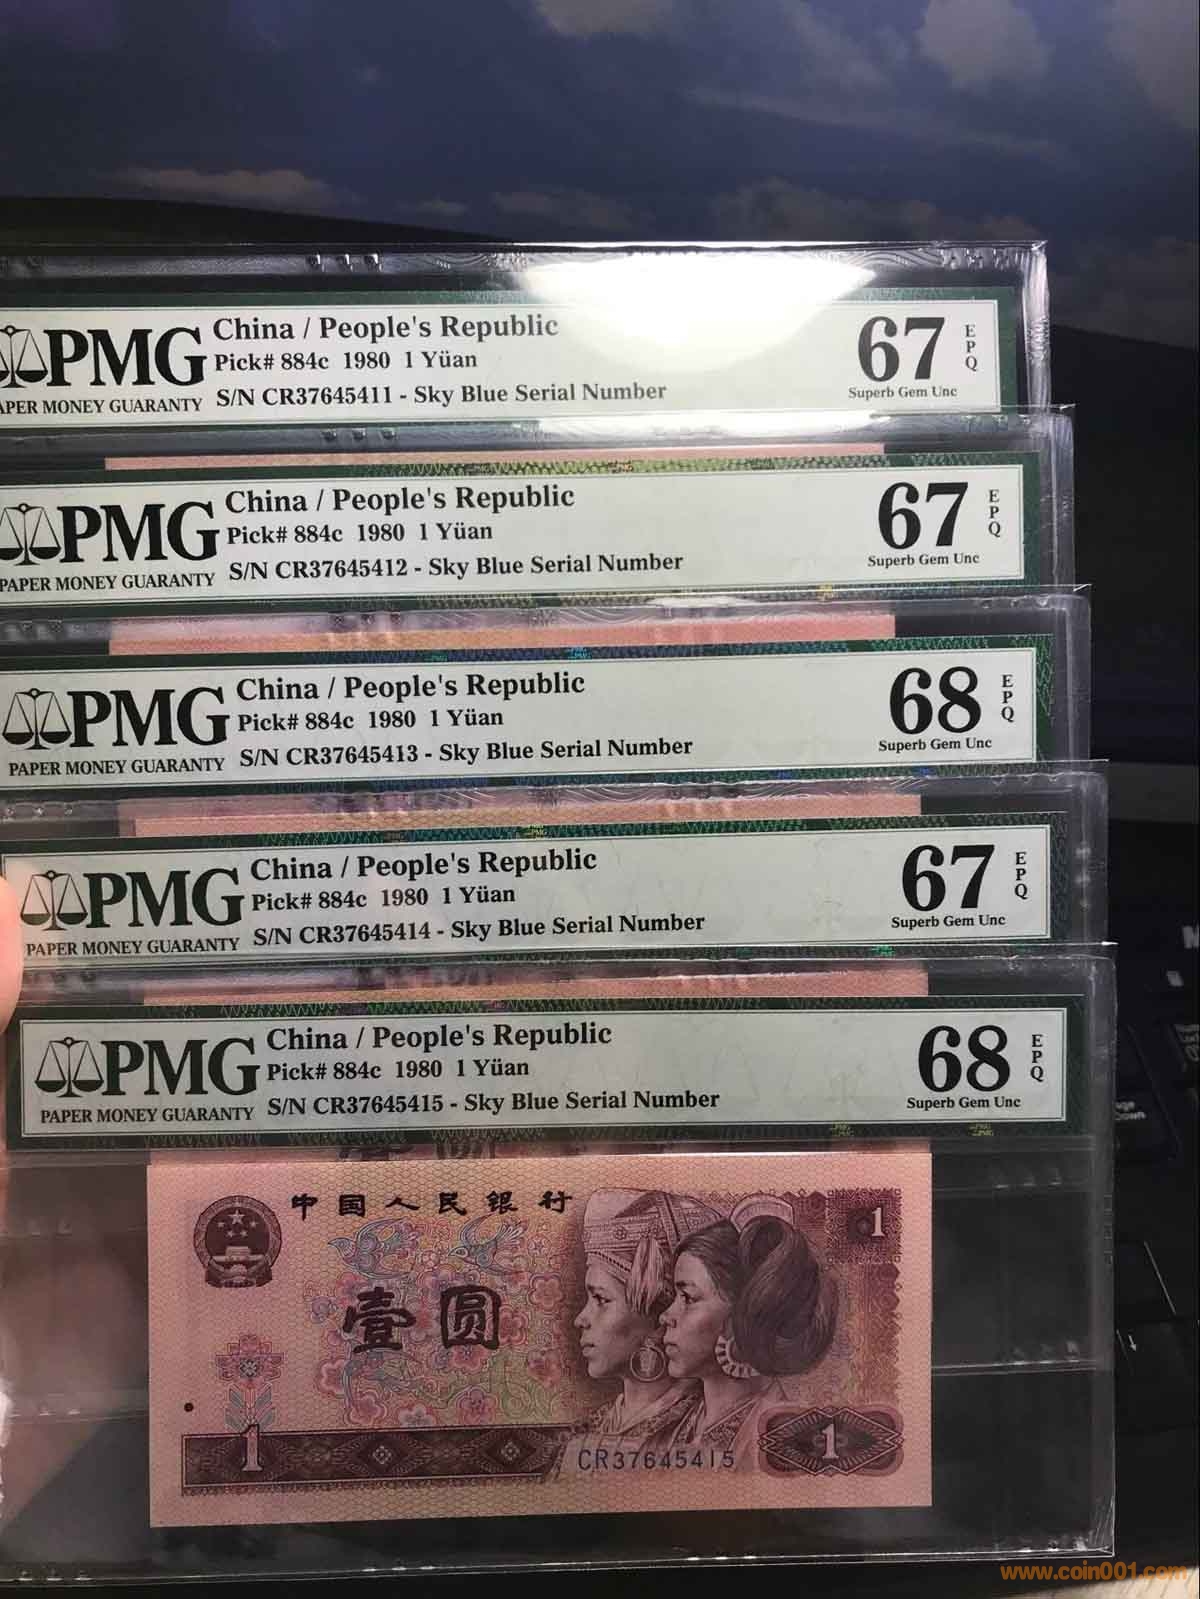 PMG
PAPER MONEY GUARANTY
China / People's Republic
Pick# 884c 1980 1 Yüan
S/N CR37645411 - Sky Blue Serial Number
67
EPQ
Superb Gem Unc
PMG
PAPER MONEY GUARANTY
China / People's Republic
Pick# 884c 1980 1 Yüan
S/N CR37645412 - Sky Blue Serial Number
67
EPQ
Superb Gem Unc
PMG
PAPER MONEY GUARANTY
China / People's Republic
Pick# 884c 1980 1 Yüan
S/N CR37645413 - Sky Blue Serial Number
68
EPQ
Superb Gem Unc
PMG
PAPER MONEY GUARANTY
China / People's Republic
Pick# 884c 1980 1 Yüan
S/N CR37645414 - Sky Blue Serial Number
67
EPQ
Superb Gem Unc
PMG
PAPER MONEY GUARANTY
China / People's Republic
Pick# 884c 1980 1 Yüan
S/N CR37645415 - Sky Blue Serial Number
68
EPQ
Superb Gem Unc
中国人民银行
1
壹圆
1
CR37645415
1
www.coin001.com